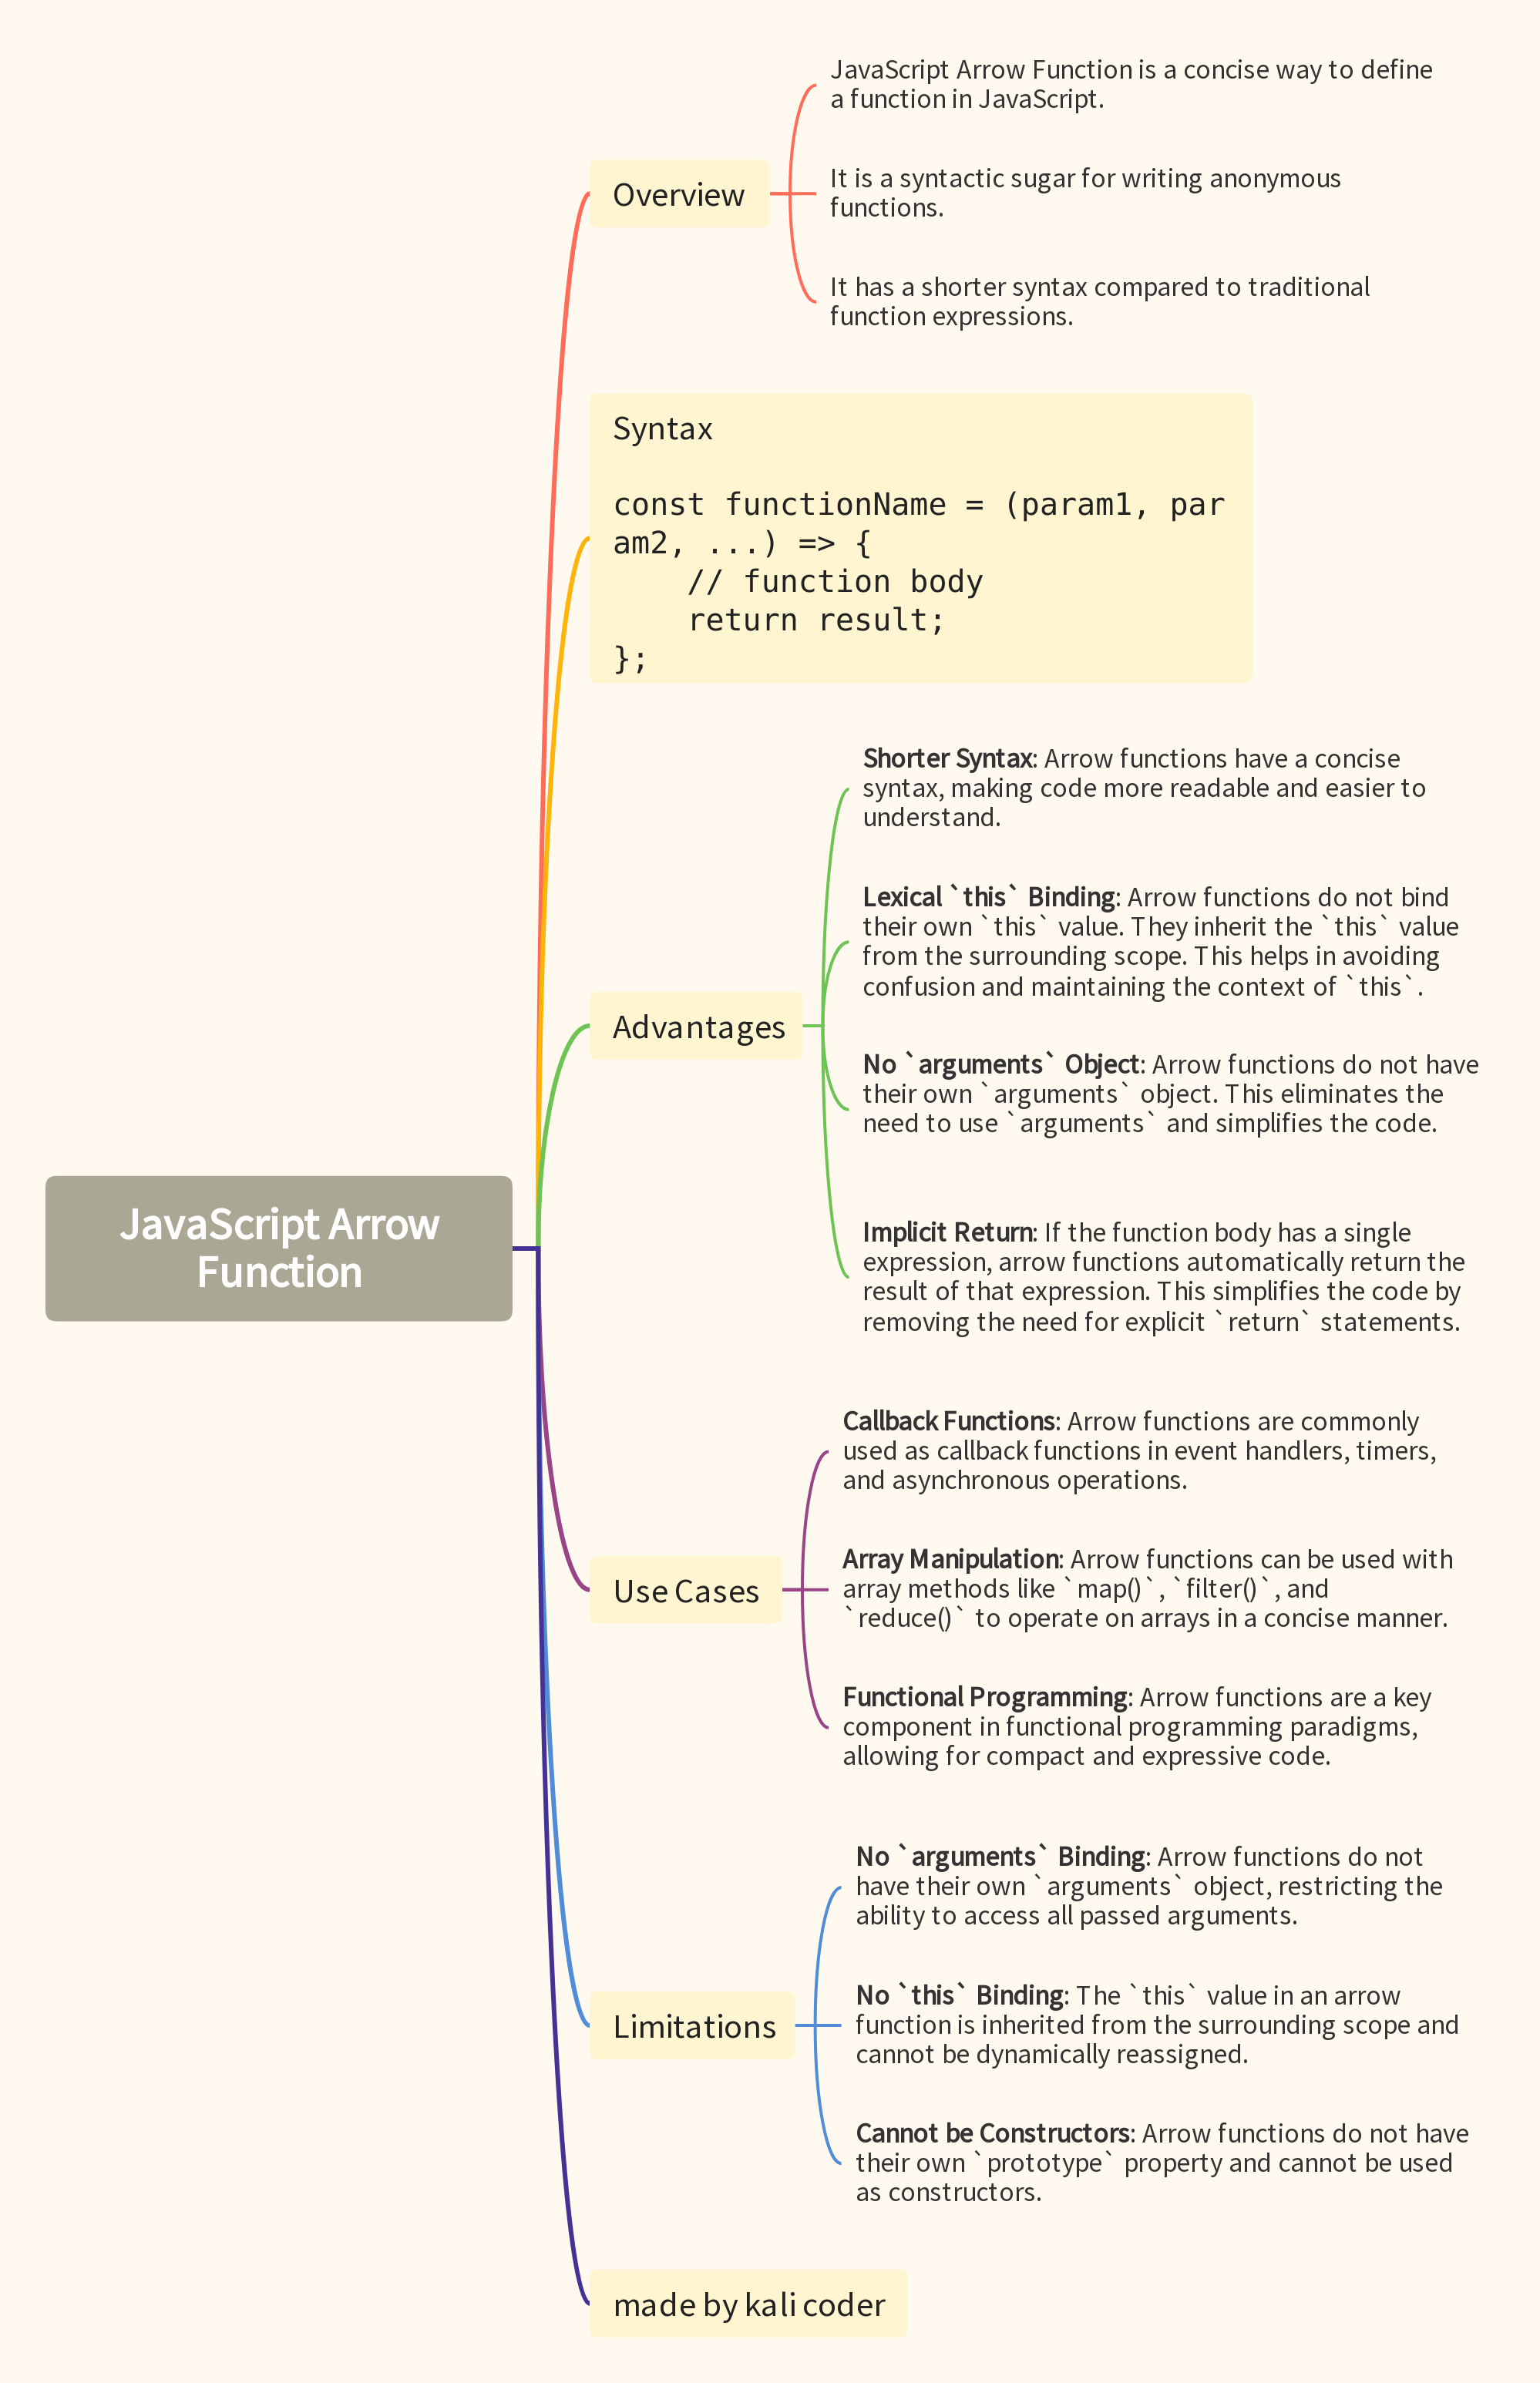 JavaScript Arrow Function is a concise way to define
a function in JavaScript.
It is a syntactic sugar for writing anonymous
functions.
It has a shorter syntax compared to traditional
function expressions.
Overview
Syntax
const functionName = (param1, par
am2, ...) => {
    // function body
    return result;
};
Shorter Syntax: Arrow functions have a concise
syntax, making code more readable and easier to
understand.
Lexical `this` Binding: Arrow functions do not bind
their own `this` value. They inherit the `this` value
from the surrounding scope. This helps in avoiding
confusion and maintaining the context of `this`.
Advantages
No `arguments` Object: Arrow functions do not have
their own `arguments` object. This eliminates the
need to use `arguments` and simplifies the code.
Implicit Return: If the function body has a single
expression, arrow functions automatically return the
result of that expression. This simplifies the code by
removing the need for explicit `return` statements.
JavaScript Arrow
Function
Callback Functions: Arrow functions are commonly
used as callback functions in event handlers, timers,
and asynchronous operations.
Use Cases
Array Manipulation: Arrow functions can be used with
array methods like `map()`, `filter()`, and
`reduce()` to operate on arrays in a concise manner.
Functional Programming: Arrow functions are a key
component in functional programming paradigms,
allowing for compact and expressive code.
No `arguments` Binding: Arrow functions do not
have their own `arguments` object, restricting the
ability to access all passed arguments.
Limitations
No `this` Binding: The `this` value in an arrow
function is inherited from the surrounding scope and
cannot be dynamically reassigned.
Cannot be Constructors: Arrow functions do not have
their own `prototype` property and cannot be used
as constructors.
made by kali coder